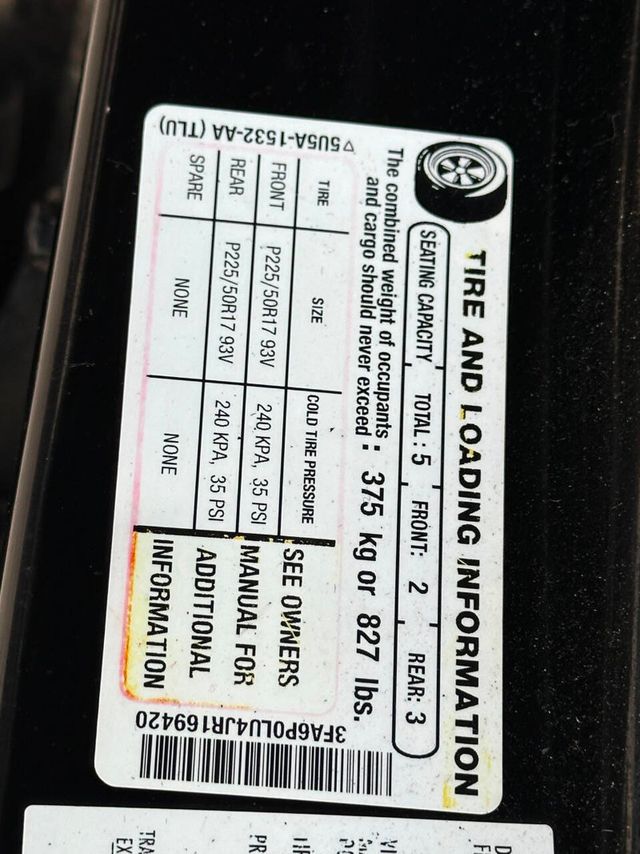 TIRE AND LOADING INFORMATION
SEATING CAPACITY TOTAL : 5 FRONT: 2 REAR: 3
The combined weight of occupants
and cargo should never exceed : 375 kg or 827 lbs.
TIRE SIZE COLD TIRE PRESSURE
FRONT P225/50R17 93V 240 KPA, 35 PSI
REAR P225/50R17 93V 240 KPA, 35 PSI
SPARE NONE NONE
SEE OWNERS
MANUAL FOR
ADDITIONAL
INFORMATION
5U5A-1532-AA (TLU)
3FA6P0LU4JR169420